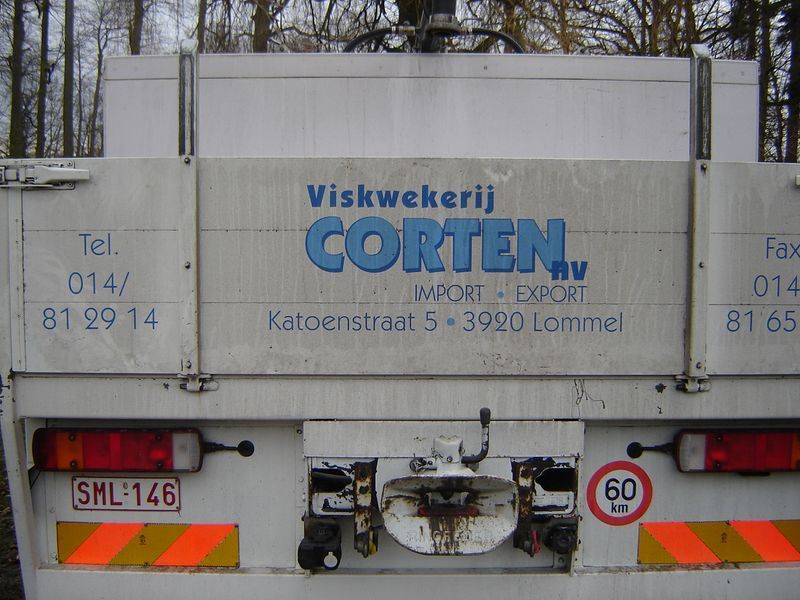 Viskwekerij
CORTEN nv
IMPORT • EXPORT
Katoenstraat 5 • 3920 Lommel
Tel.
014/
81 29 14
Fax
014
81 65
SML-146
60
km